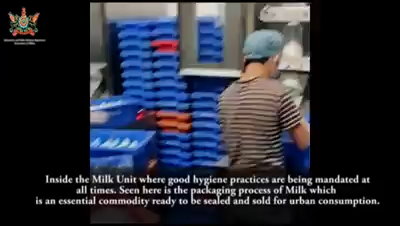 Inside the Milk Unit where good hygiene practices are being mandated at
all times. Seen here is the packaging process of Milk which
is an essential commodity ready to be sealed and sold for urban consumption.